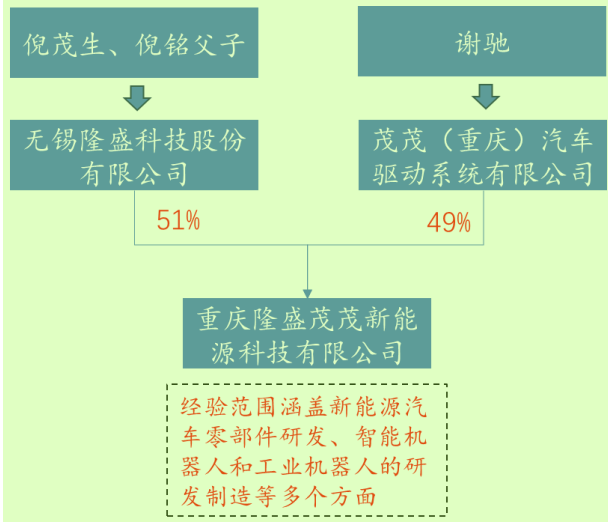 倪茂生、倪铭父子
谢驰
无锡隆盛科技股份
有限公司
茂茂（重庆）汽车
驱动系统有限公司
51%
49%
重庆隆盛茂茂新能
源科技有限公司
经验范围涵盖新能源汽
车零部件研发、智能机
器人和工业机器人的研
发制造等多个方面